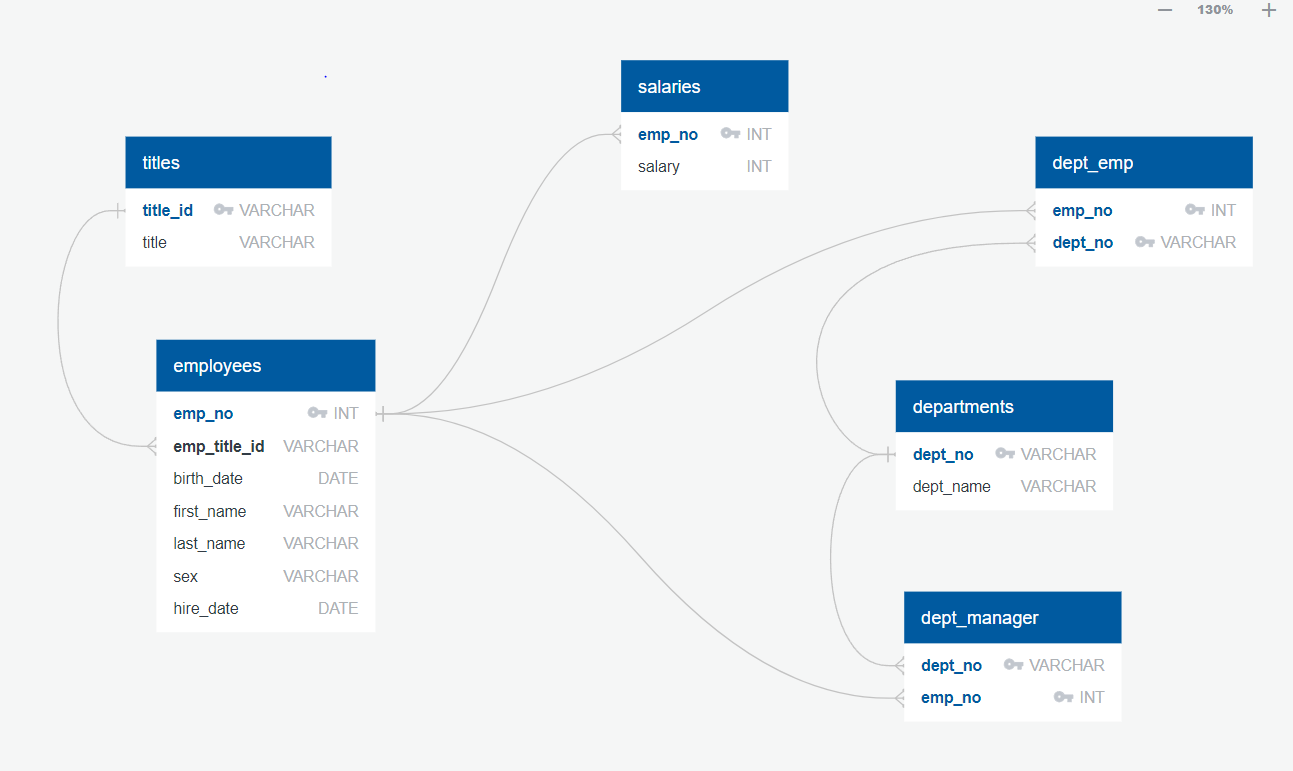 130%
salaries
emp_no INT
salary INT
titles
title_id VARCHAR
title VARCHAR
dept_emp
emp_no INT
dept_no VARCHAR
employees
emp_no INT
emp_title_id VARCHAR
birth_date DATE
first_name VARCHAR
last_name VARCHAR
sex VARCHAR
hire_date DATE
departments
dept_no VARCHAR
dept_name VARCHAR
dept_manager
dept_no VARCHAR
emp_no INT